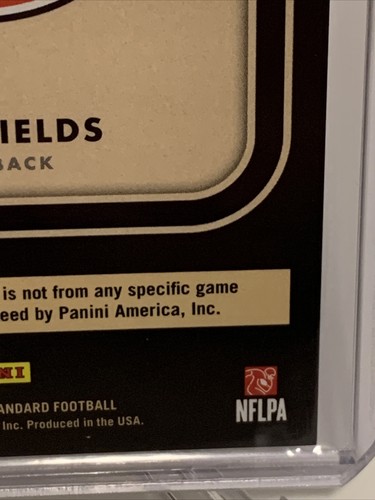 IELDS
BACK
is not from any specific game
eed by Panini America, Inc.
NI
ANDARD FOOTBALL
Inc. Produced in the USA.
NFLPA